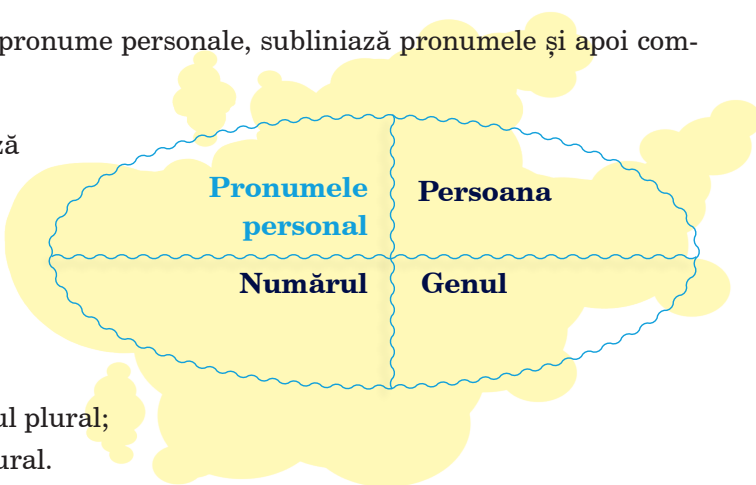 pronume personale, subliniază pronumele și apoi com-
ză
Pronumele
personal
Persoana
Numărul
Genul
ul plural;
ural.